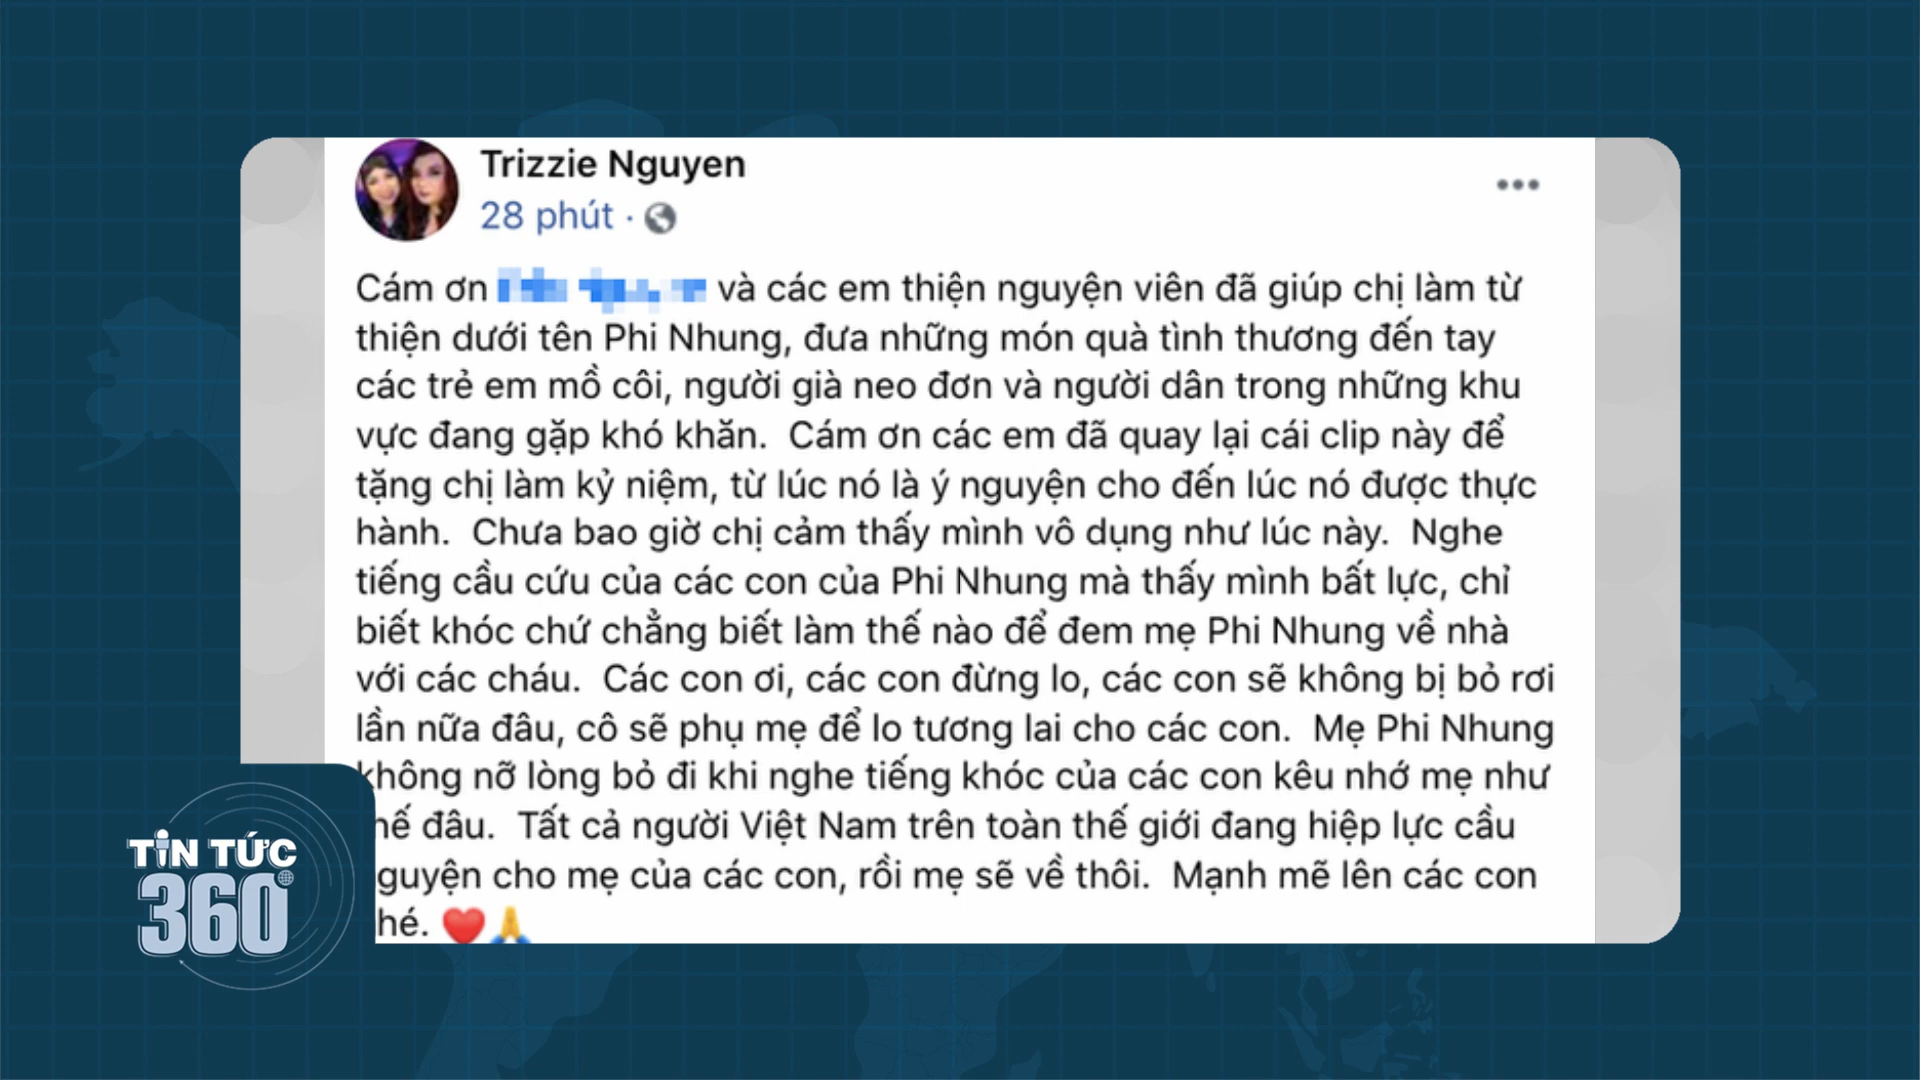 Trizzie Nguyen
28 phút ·
Cám ơn và các em thiện nguyện viên đã giúp chị làm từ
thiện dưới tên Phi Nhung, đưa những món quà tình thương đến tay
các trẻ em mồ côi, người già neo đơn và người dân trong những khu
vực đang gặp khó khăn. Cám ơn các em đã quay lại cái clip này để
tặng chị làm kỷ niệm, từ lúc nó là ý nguyện cho đến lúc nó được thực
hành. Chưa bao giờ chị cảm thấy mình vô dụng như lúc này. Nghe
tiếng cầu cứu của các con của Phi Nhung mà thấy mình bất lực, chỉ
biết khóc chứ chẳng biết làm thế nào để đem mẹ Phi Nhung về nhà
với các cháu. Các con ơi, các con đừng lo, các con sẽ không bị bỏ rơi
lần nữa đâu, cô sẽ phụ mẹ để lo tương lai cho các con. Mẹ Phi Nhung
không nỡ lòng bỏ đi khi nghe tiếng khóc của các con kêu nhớ mẹ như
hế đâu. Tất cả người Việt Nam trên toàn thế giới đang hiệp lực cầu
guyện cho mẹ của các con, rồi mẹ sẽ về thôi. Mạnh mẽ lên các con
hé. ❤️🙏
TIN TỨC
360